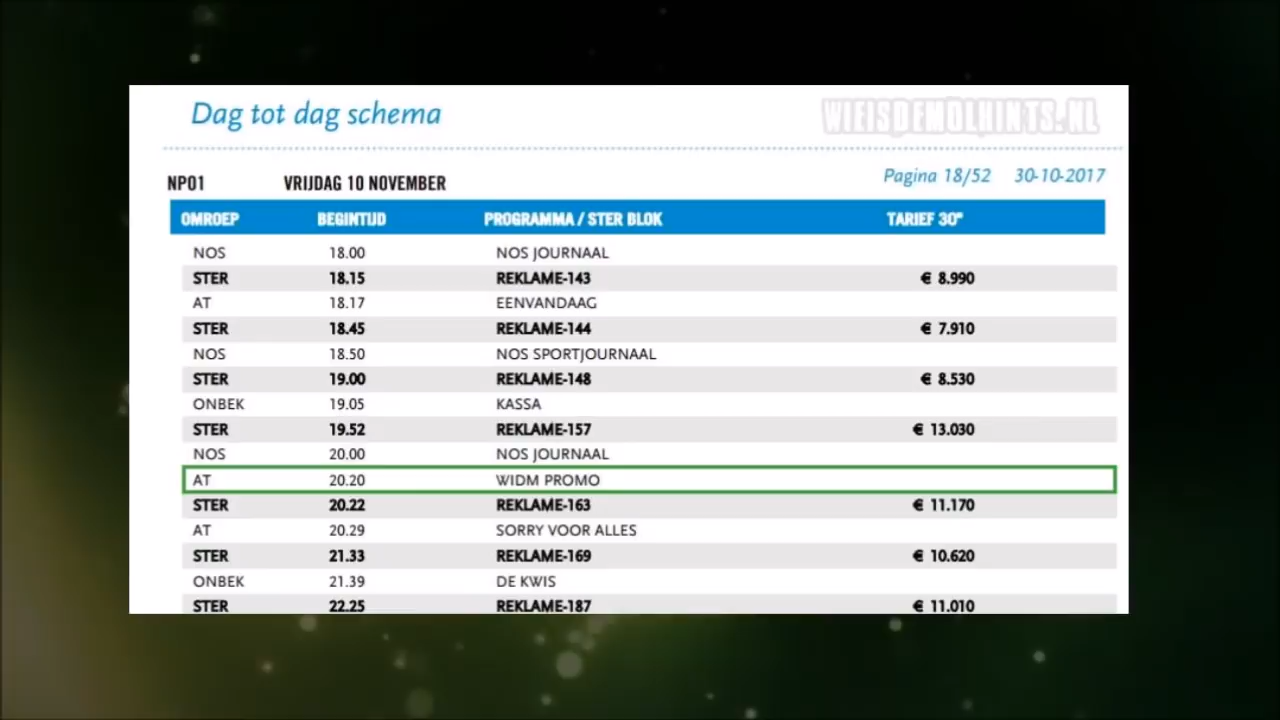 Dag tot dag schema
WIEISDEMOLHINTS.NL
NPO1 VRIJDAG 10 NOVEMBER Pagina 18/52 30-10-2017
OMROEP BEGINTIJD PROGRAMMA / STER BLOK TARIEF 30"
NOS 18.00 NOS JOURNAAL
STER 18.15 REKLAME-143 € 8.990
AT 18.17 EENVANDAAG
STER 18.45 REKLAME-144 € 7.910
NOS 18.50 NOS SPORTJOURNAAL
STER 19.00 REKLAME-148 € 8.530
ONBEK 19.05 KASSA
STER 19.52 REKLAME-157 € 13.030
NOS 20.00 NOS JOURNAAL
AT 20.20 WIDM PROMO
STER 20.22 REKLAME-163 € 11.170
AT 20.29 SORRY VOOR ALLES
STER 21.33 REKLAME-169 € 10.620
ONBEK 21.39 DE KWIS
STER 22.25 REKLAME-187 € 11.010